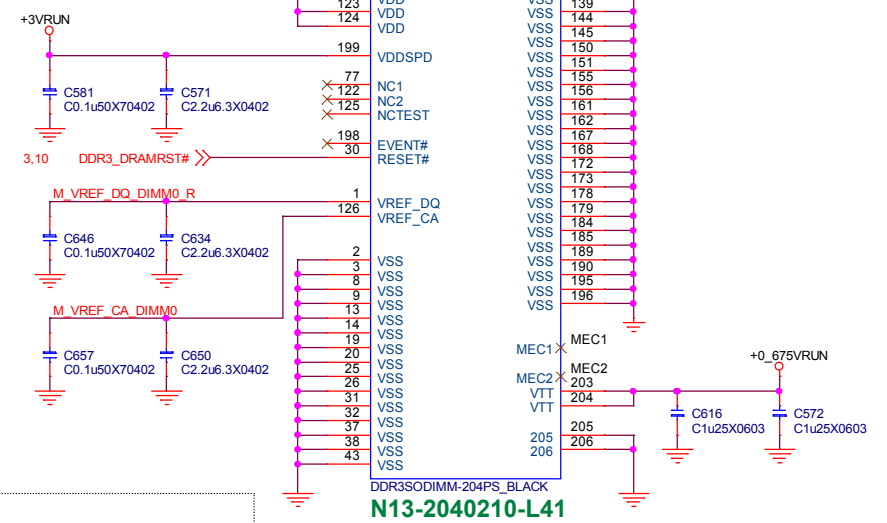 123 VDD
124 VDD
+3VRUN
199 VDDSPD
C581
C0.1u50X70402
C571
C2.2u6.3X0402
77 NC1
122 NC2
125 NCTEST
198 EVENT#
3,10 DDR3_DRAMRST# 30 RESET#
M_VREF_DQ_DIMM0_R 1 VREF_DQ
126 VREF_CA
C646
C0.1u50X70402
C634
C2.2u6.3X0402
M_VREF_CA_DIMM0
C657
C0.1u50X70402
C650
C2.2u6.3X0402
2 VSS
3 VSS
8 VSS
9 VSS
13 VSS
14 VSS
19 VSS
20 VSS
25 VSS
26 VSS
31 VSS
32 VSS
37 VSS
38 VSS
43 VSS
VSS 139
VSS 144
VSS 145
VSS 150
VSS 151
VSS 155
VSS 156
VSS 161
VSS 162
VSS 167
VSS 168
VSS 172
VSS 173
VSS 178
VSS 179
VSS 184
VSS 185
VSS 189
VSS 190
VSS 195
VSS 196
MEC1 MEC1
MEC2 MEC2
VTT 203
VTT 204
+0_675VRUN
C616
C1u25X0603
C572
C1u25X0603
205 205
206 206
DDR3SODIMM-204PS_BLACK
N13-2040210-L41